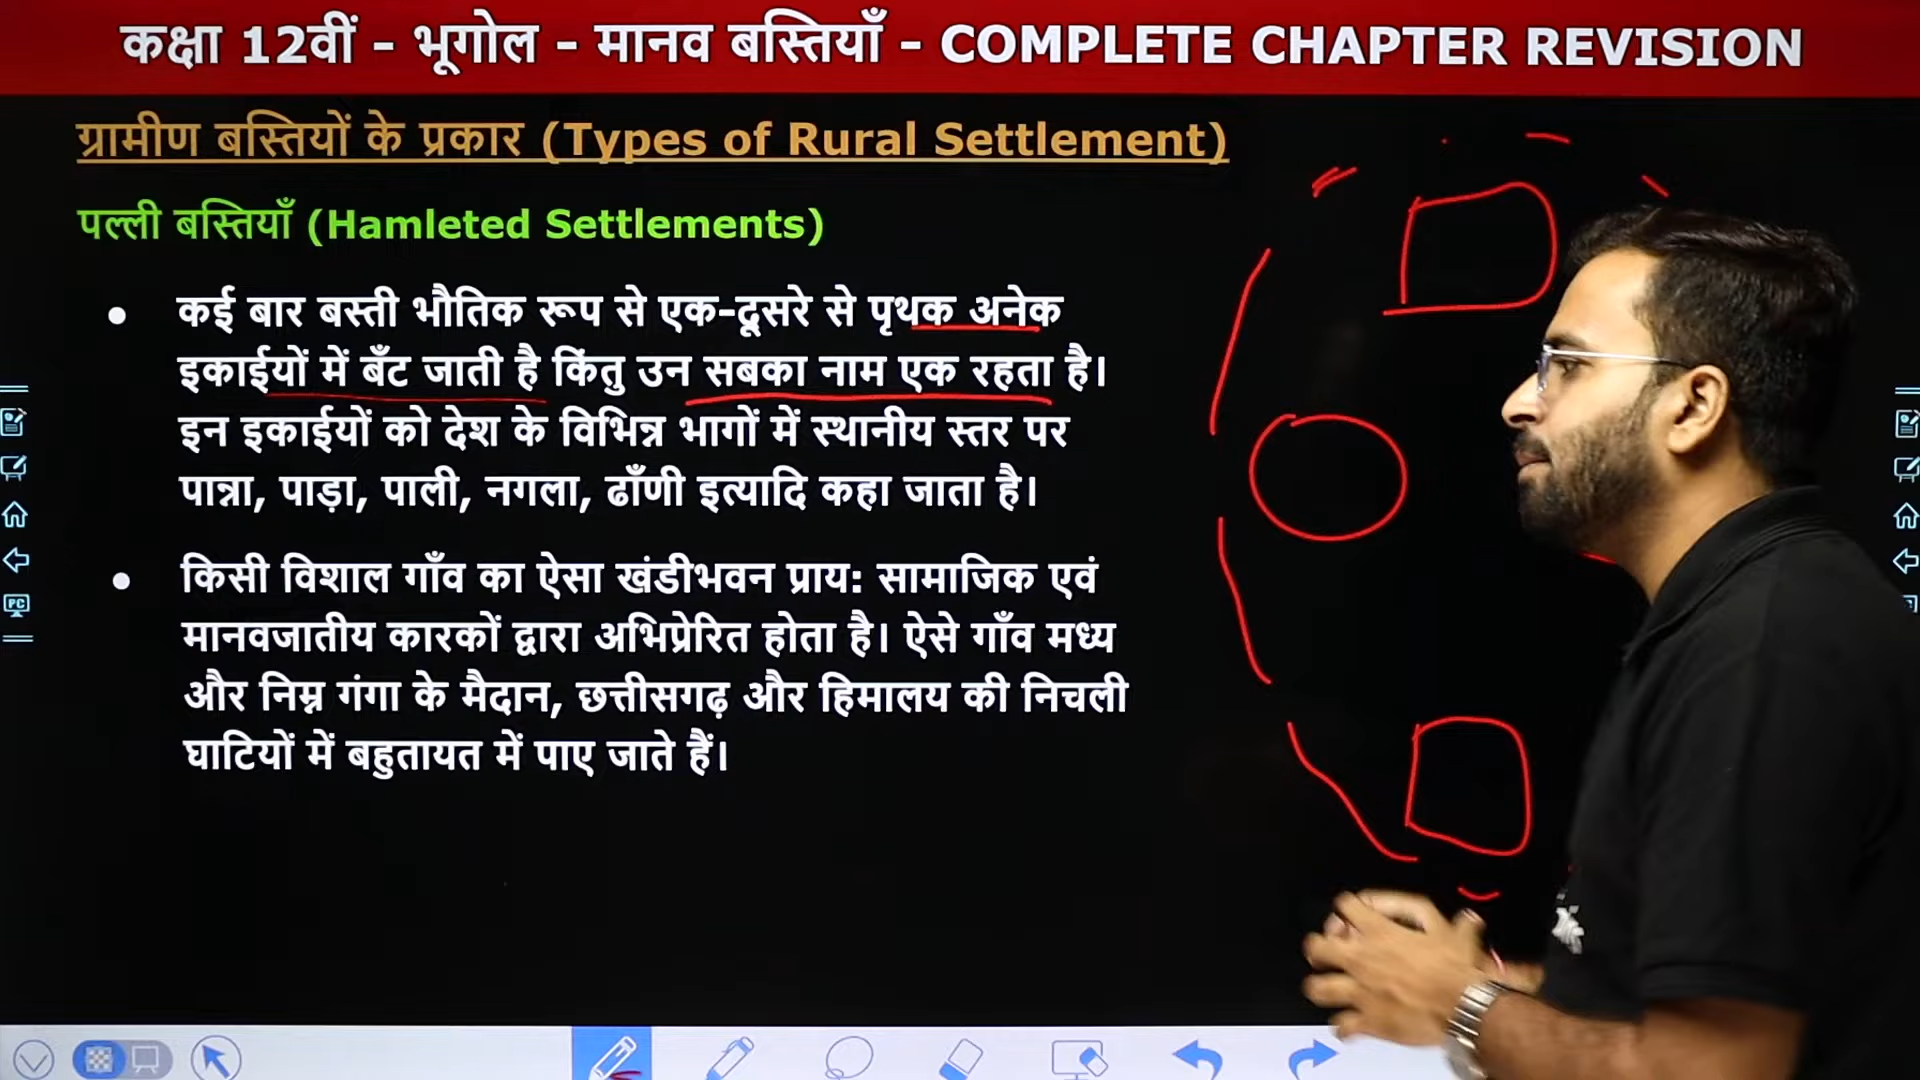 कक्षा 12वीं - भूगोल - मानव बस्तियाँ - COMPLETE CHAPTER REVISION
ग्रामीण बस्तियों के प्रकार (Types of Rural Settlement)
पल्ली बस्तियाँ (Hamleted Settlements)
• कई बार बस्ती भौतिक रूप से एक-दूसरे से पृथक अनेक
इकाईयों में बँट जाती है किंतु उन सबका नाम एक रहता है।
इन इकाईयों को देश के विभिन्न भागों में स्थानीय स्तर पर
पान्ना, पाड़ा, पाली, नगला, ढाँणी इत्यादि कहा जाता है।
• किसी विशाल गाँव का ऐसा खंडीभवन प्राय: सामाजिक एवं
मानवजातीय कारकों द्वारा अभिप्रेरित होता है। ऐसे गाँव मध्य
और निम्न गंगा के मैदान, छत्तीसगढ़ और हिमालय की निचली
घाटियों में बहुतायत में पाए जाते हैं।
PC